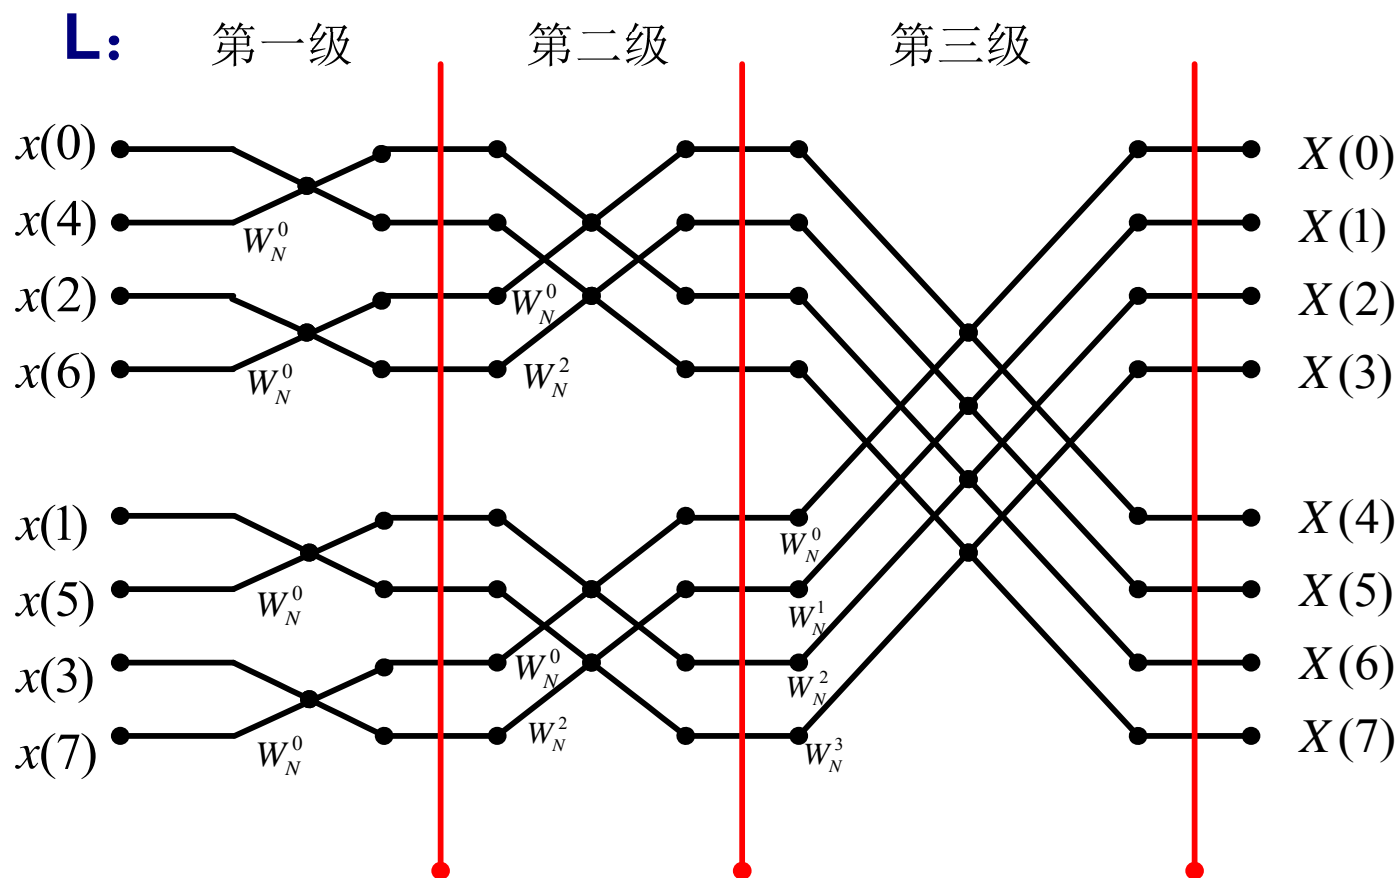 L: 第一级 第二级 第三级
x(0) X(0)
x(4) W_N^0 X(1)
x(2) W_N^0 X(2)
x(6) W_N^0 W_N^2 X(3)
x(1) W_N^0 X(4)
x(5) W_N^0 W_N^1 X(5)
x(3) W_N^0 W_N^2 X(6)
x(7) W_N^0 W_N^2 W_N^3 X(7)